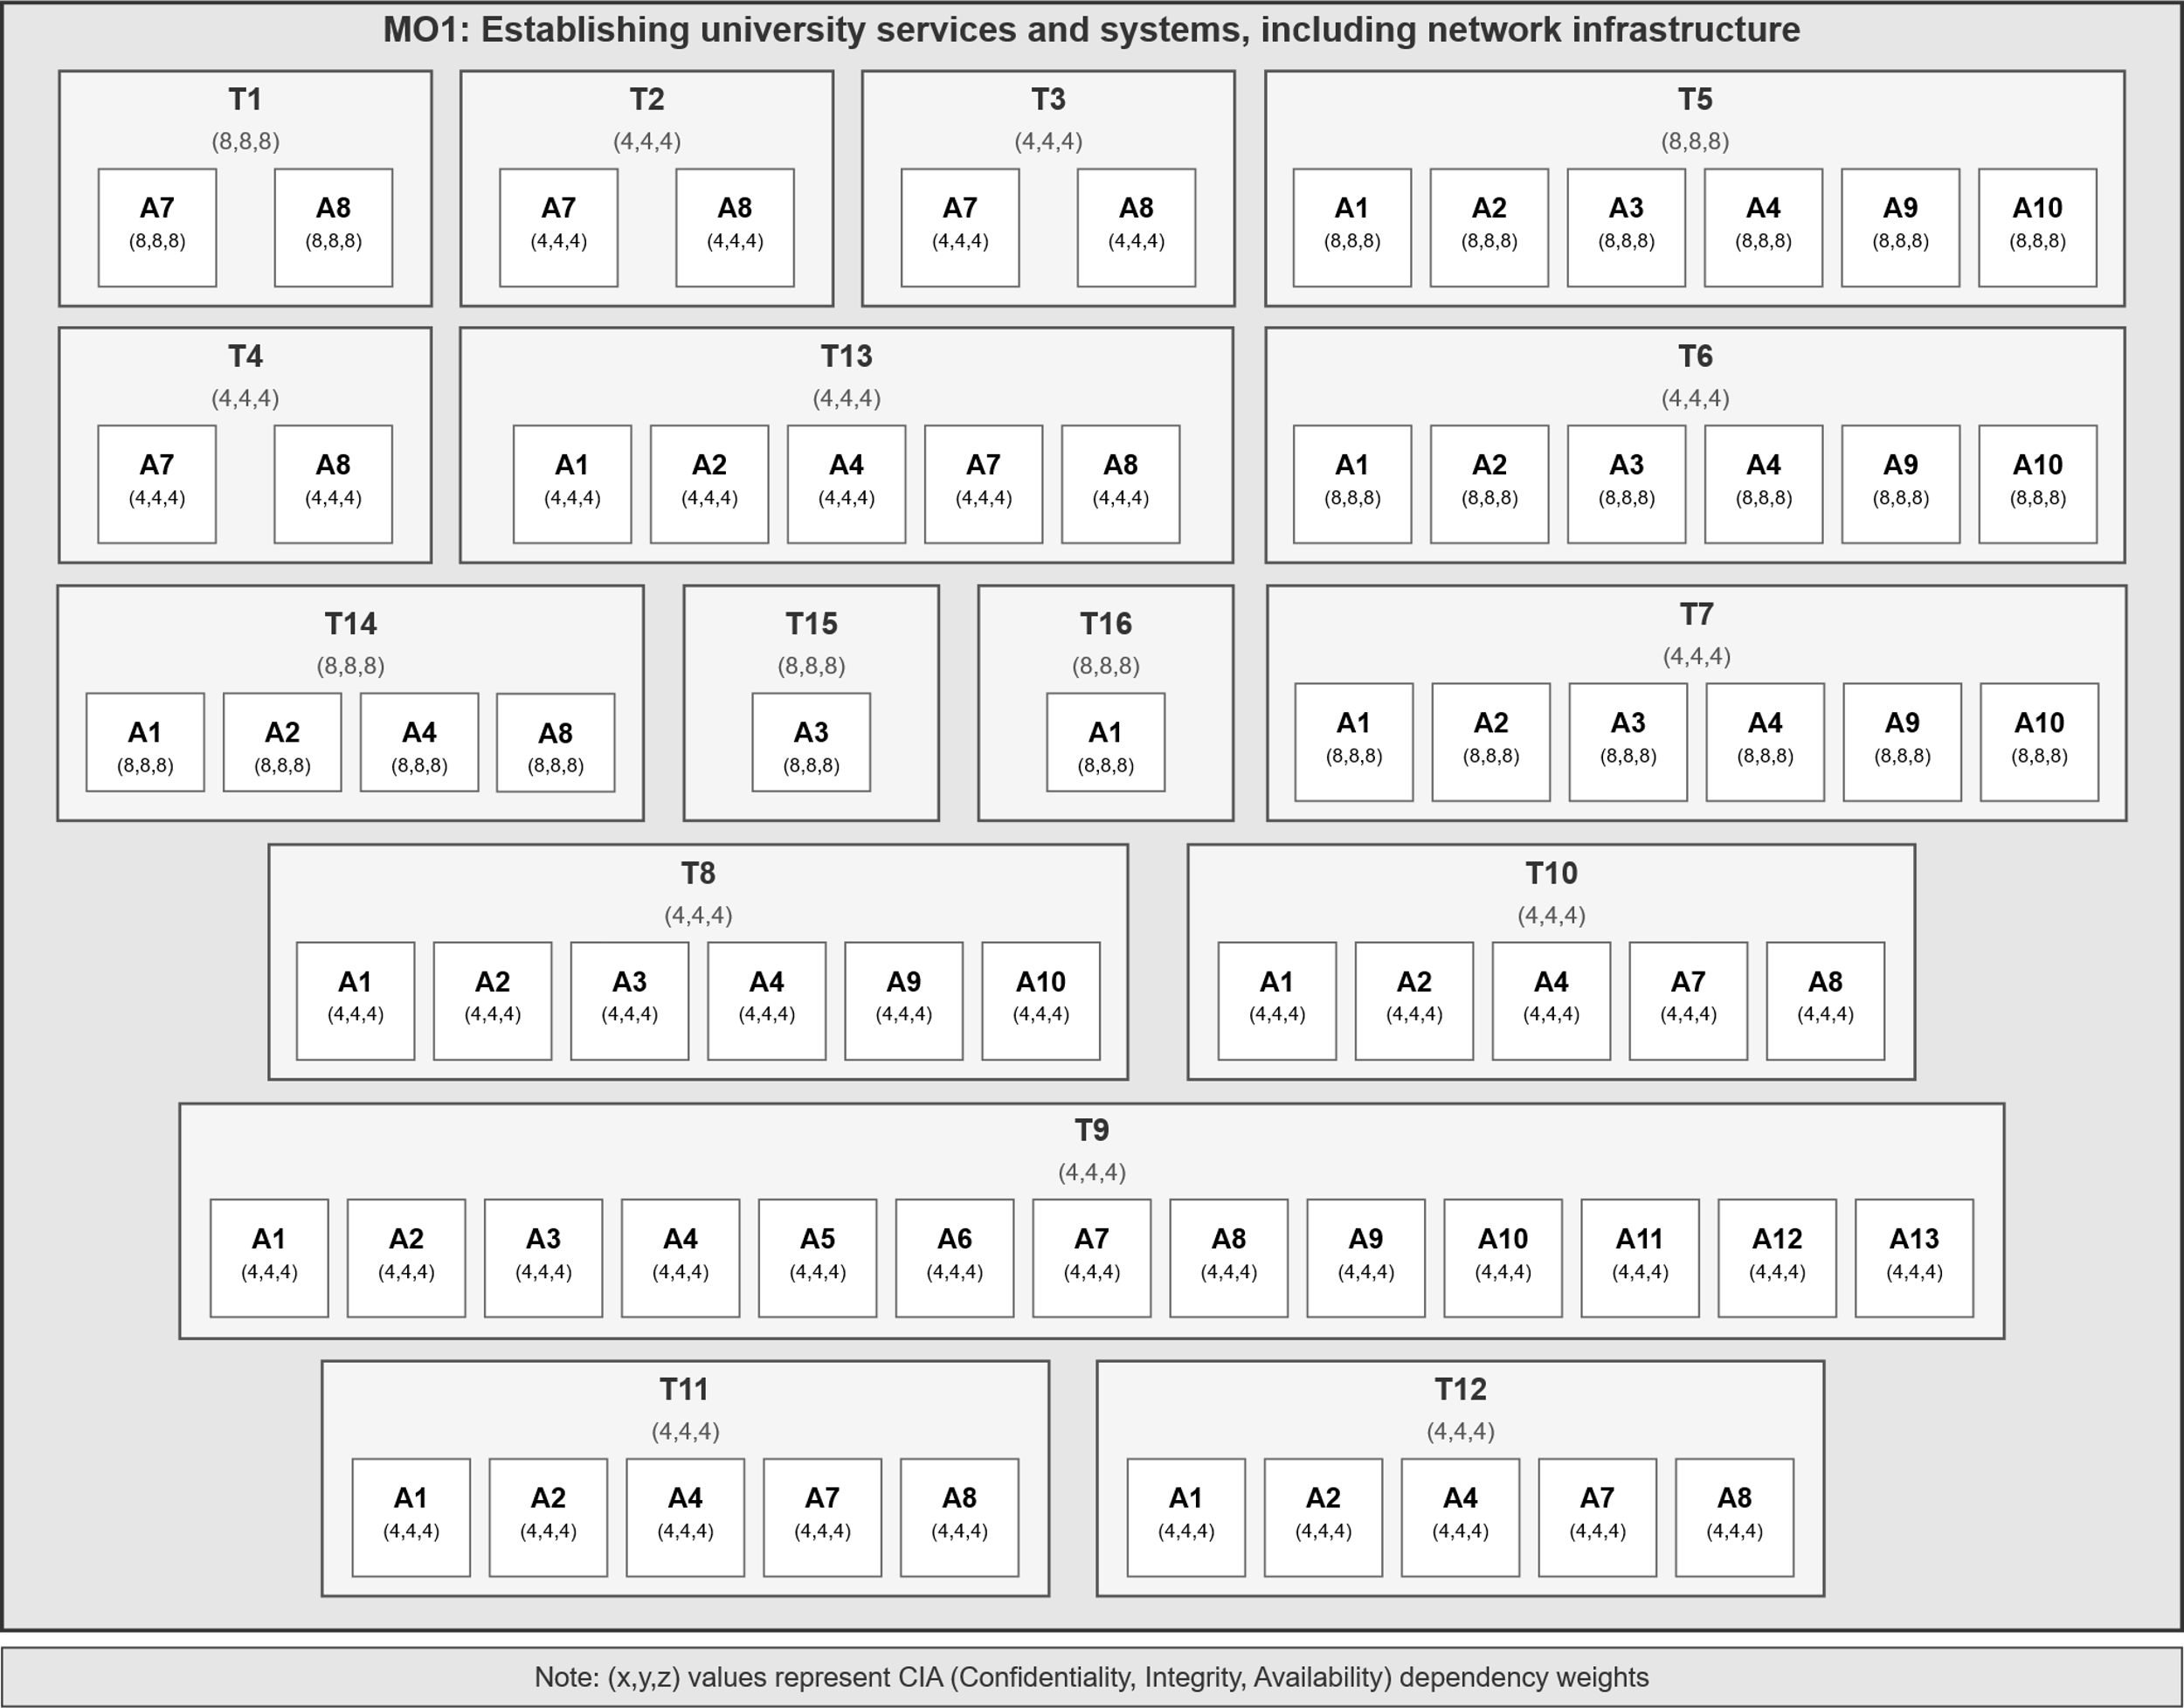 MO1: Establishing university services and systems, including network infrastructure
T1
(8,8,8)
A7
(8,8,8)
A8
(8,8,8)
T2
(4,4,4)
A7
(4,4,4)
A8
(4,4,4)
T3
(4,4,4)
A7
(4,4,4)
A8
(4,4,4)
T5
(8,8,8)
A1
(8,8,8)
A2
(8,8,8)
A3
(8,8,8)
A4
(8,8,8)
A9
(8,8,8)
A10
(8,8,8)
T4
(4,4,4)
A7
(4,4,4)
A8
(4,4,4)
T13
(4,4,4)
A1
(4,4,4)
A2
(4,4,4)
A4
(4,4,4)
A7
(4,4,4)
A8
(4,4,4)
T6
(4,4,4)
A1
(8,8,8)
A2
(8,8,8)
A3
(8,8,8)
A4
(8,8,8)
A9
(8,8,8)
A10
(8,8,8)
T14
(8,8,8)
A1
(8,8,8)
A2
(8,8,8)
A4
(8,8,8)
A8
(8,8,8)
T15
(8,8,8)
A3
(8,8,8)
T16
(8,8,8)
A1
(8,8,8)
T7
(4,4,4)
A1
(8,8,8)
A2
(8,8,8)
A3
(8,8,8)
A4
(8,8,8)
A9
(8,8,8)
A10
(8,8,8)
T8
(4,4,4)
A1
(4,4,4)
A2
(4,4,4)
A3
(4,4,4)
A4
(4,4,4)
A9
(4,4,4)
A10
(4,4,4)
T10
(4,4,4)
A1
(4,4,4)
A2
(4,4,4)
A4
(4,4,4)
A7
(4,4,4)
A8
(4,4,4)
T9
(4,4,4)
A1
(4,4,4)
A2
(4,4,4)
A3
(4,4,4)
A4
(4,4,4)
A5
(4,4,4)
A6
(4,4,4)
A7
(4,4,4)
A8
(4,4,4)
A9
(4,4,4)
A10
(4,4,4)
A11
(4,4,4)
A12
(4,4,4)
A13
(4,4,4)
T11
(4,4,4)
A1
(4,4,4)
A2
(4,4,4)
A4
(4,4,4)
A7
(4,4,4)
A8
(4,4,4)
T12
(4,4,4)
A1
(4,4,4)
A2
(4,4,4)
A4
(4,4,4)
A7
(4,4,4)
A8
(4,4,4)
Note: (x,y,z) values represent CIA (Confidentiality, Integrity, Availability) dependency weights